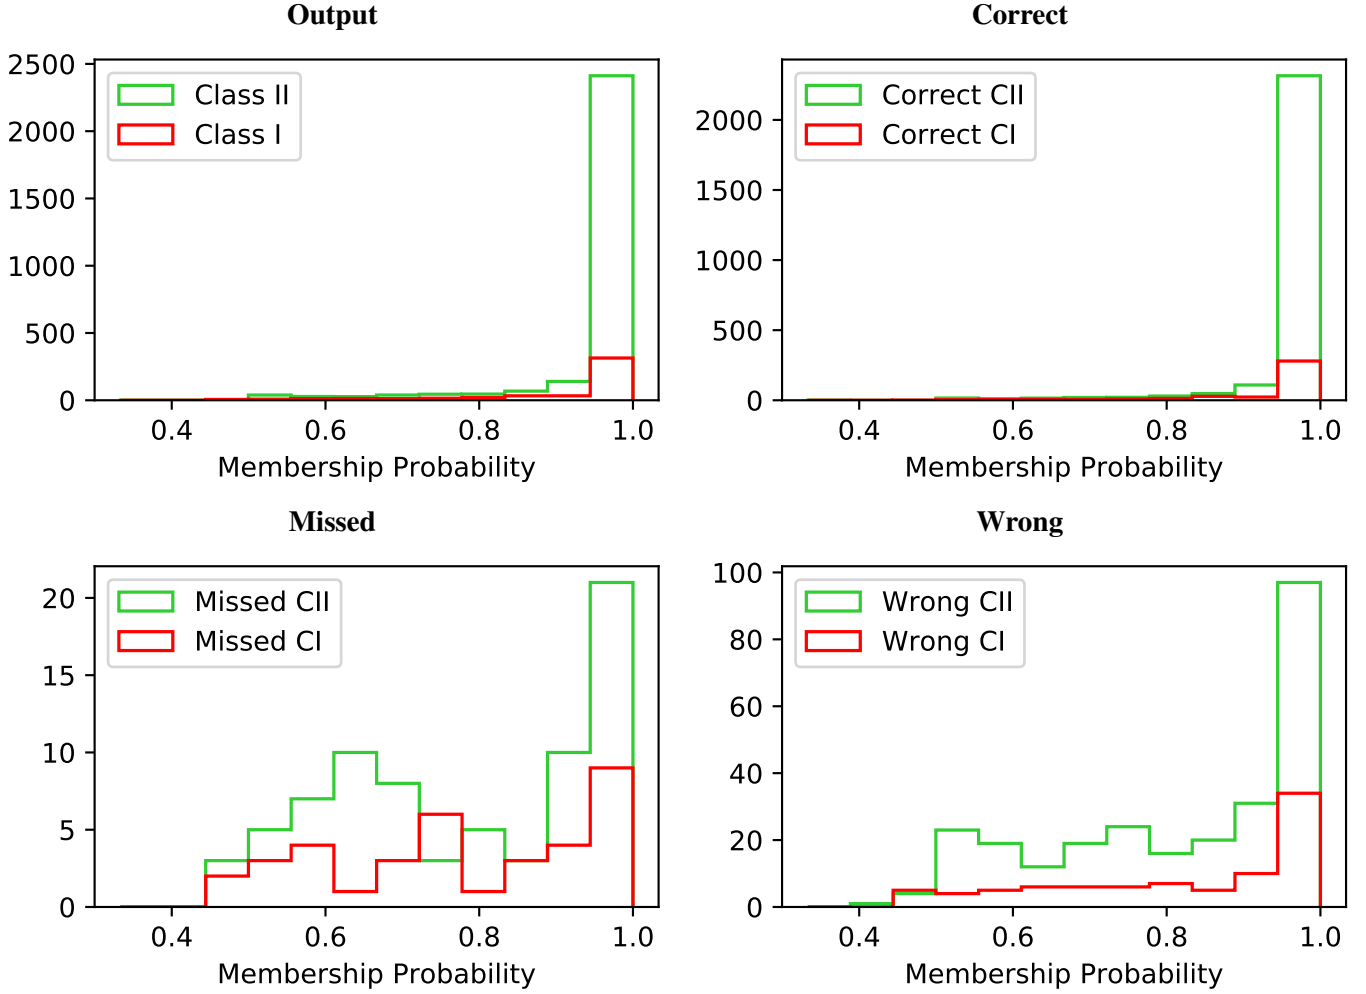 Output
2500
2000
1500
1000
500
0
Class II
Class I
0.4 0.6 0.8 1.0
Membership Probability
Correct
2000
1500
1000
500
0
Correct CII
Correct CI
0.4 0.6 0.8 1.0
Membership Probability
Missed
20
15
10
5
0
Missed CII
Missed CI
0.4 0.6 0.8 1.0
Membership Probability
Wrong
100
80
60
40
20
0
Wrong CII
Wrong CI
0.4 0.6 0.8 1.0
Membership Probability